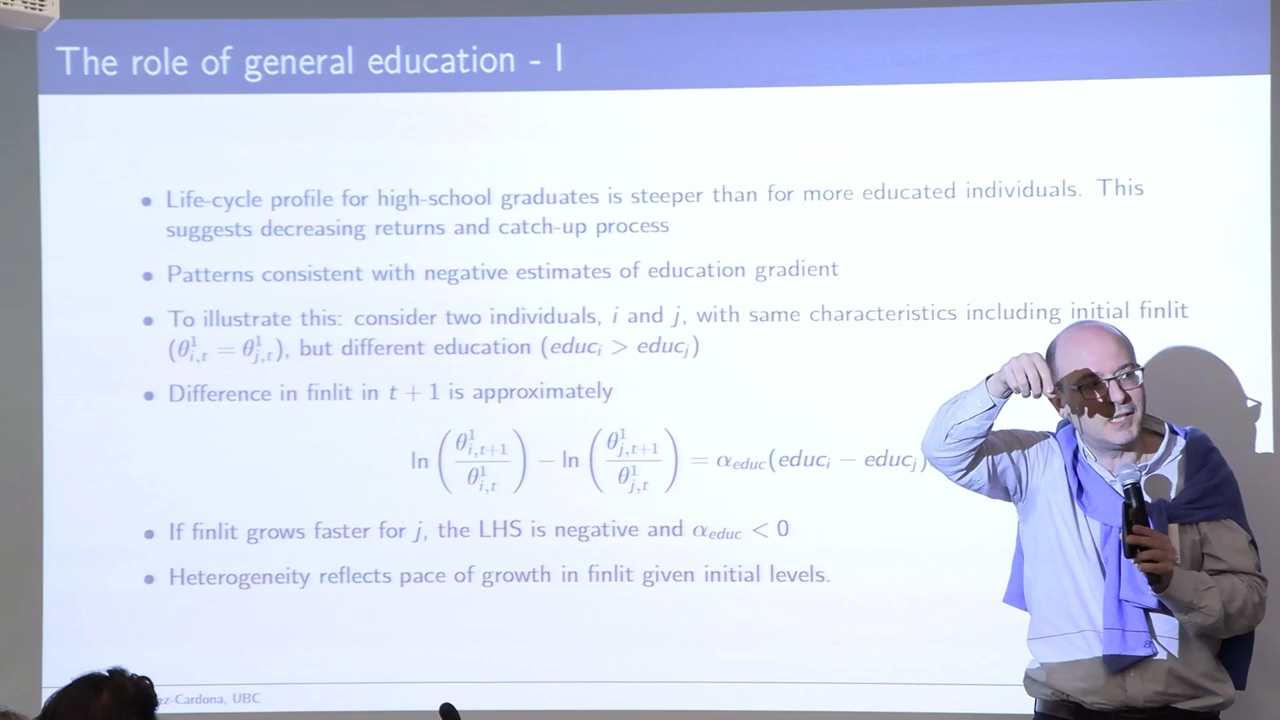 The role of general education - I
• Life-cycle profile for high-school graduates is steeper than for more educated individuals. This
suggests decreasing returns and catch-up process
• Patterns consistent with negative estimates of education gradient
• To illustrate this: consider two individuals, i and j, with same characteristics including initial finlit
(θ¹ᵢ,ₜ = θ¹ⱼ,ₜ), but different education (educᵢ > educⱼ)
• Difference in finlit in t + 1 is approximately
ln(θ¹ᵢ,ₜ₊₁ / θ¹ᵢ,ₜ) − ln(θ¹ⱼ,ₜ₊₁ / θ¹ⱼ,ₜ) = α_educ(educᵢ − educⱼ)
• If finlit grows faster for j, the LHS is negative and α_educ < 0
• Heterogeneity reflects pace of growth in finlit given initial levels.
ez-Cardona, UBC
8